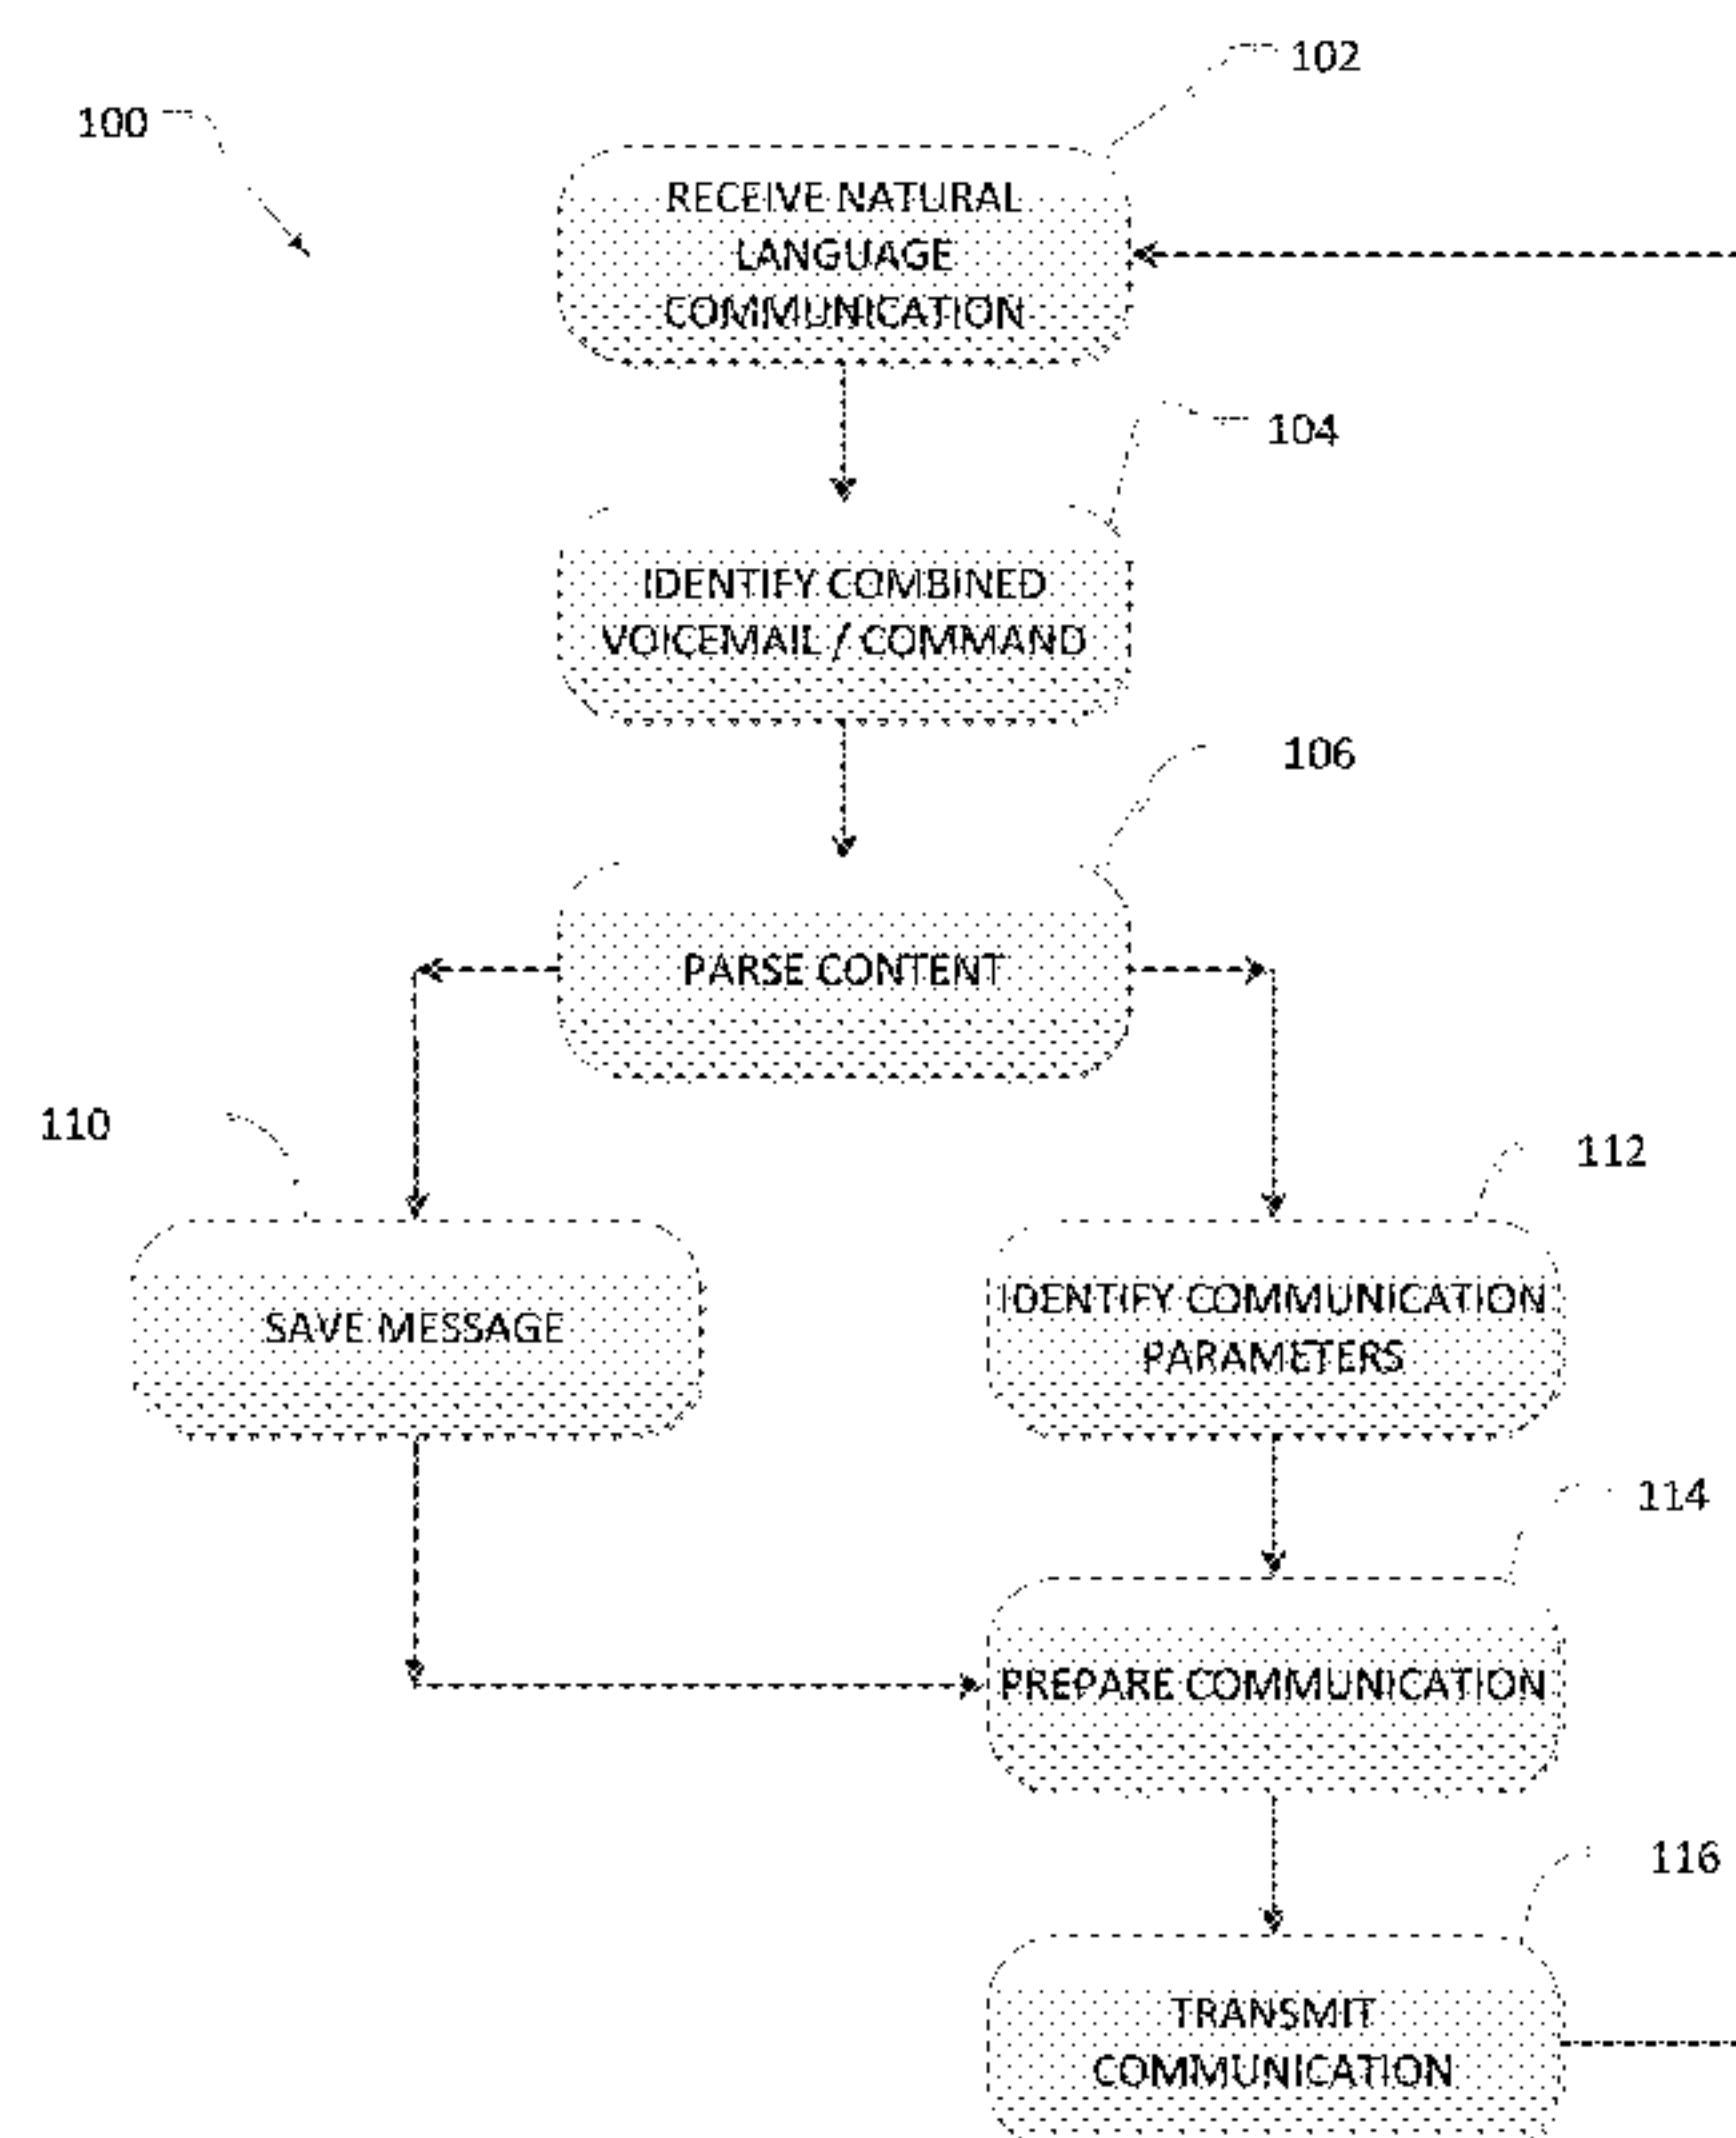 102
100
RECEIVE NATURAL
LANGUAGE
COMMUNICATION
104
IDENTIFY COMBINED
VOICEMAIL / COMMAND
106
PARSE CONTENT
110
112
SAVE MESSAGE
IDENTIFY COMMUNICATION
PARAMETERS
114
PREPARE COMMUNICATION
116
TRANSMIT
COMMUNICATION